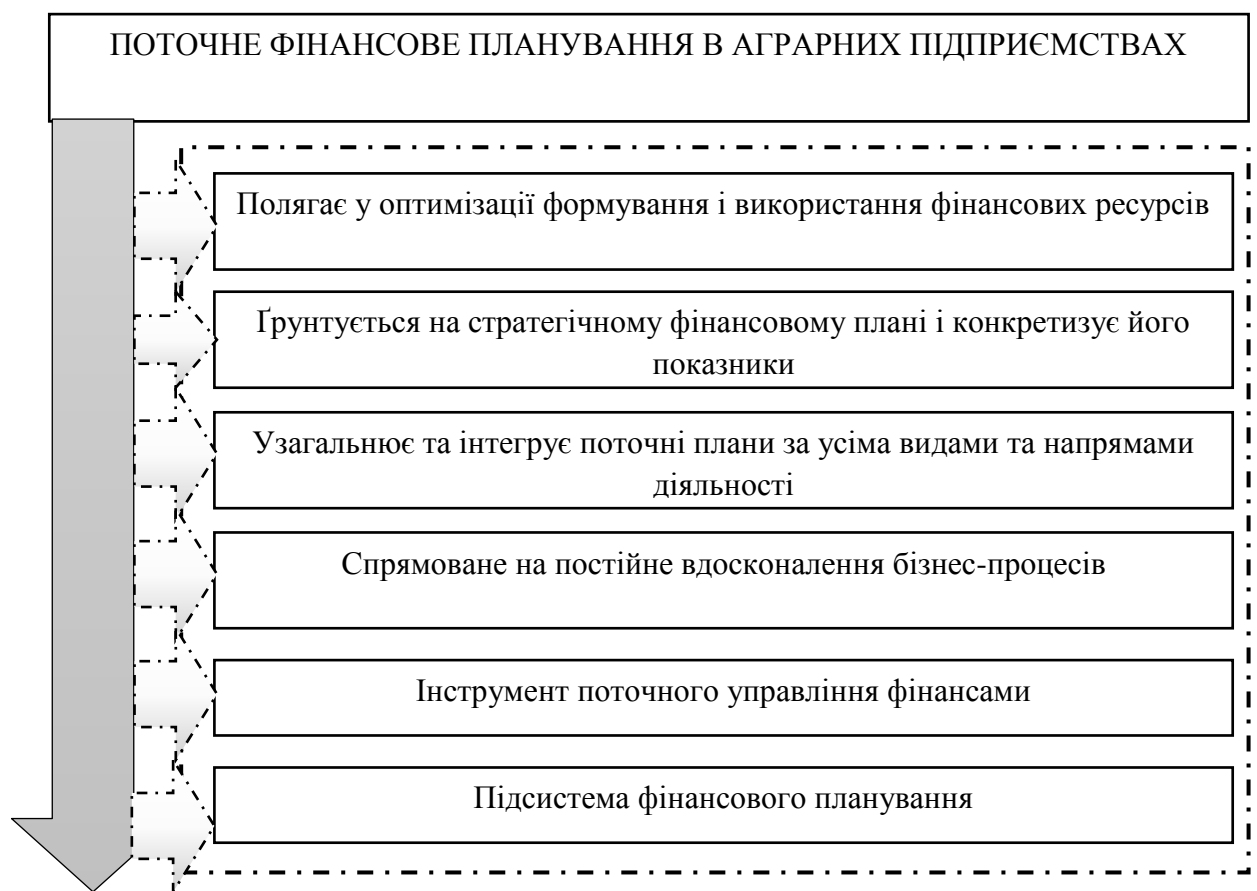 ПОТОЧНЕ ФІНАНСОВЕ ПЛАНУВАННЯ В АГРАРНИХ ПІДПРИЄМСТВАХ
Полягає у оптимізації формування і використання фінансових ресурсів
Ґрунтується на стратегічному фінансовому плані і конкретизує його
показники
Узагальнює та інтегрує поточні плани за усіма видами та напрямами
діяльності
Спрямоване на постійне вдосконалення бізнес-процесів
Інструмент поточного управління фінансами
Підсистема фінансового планування